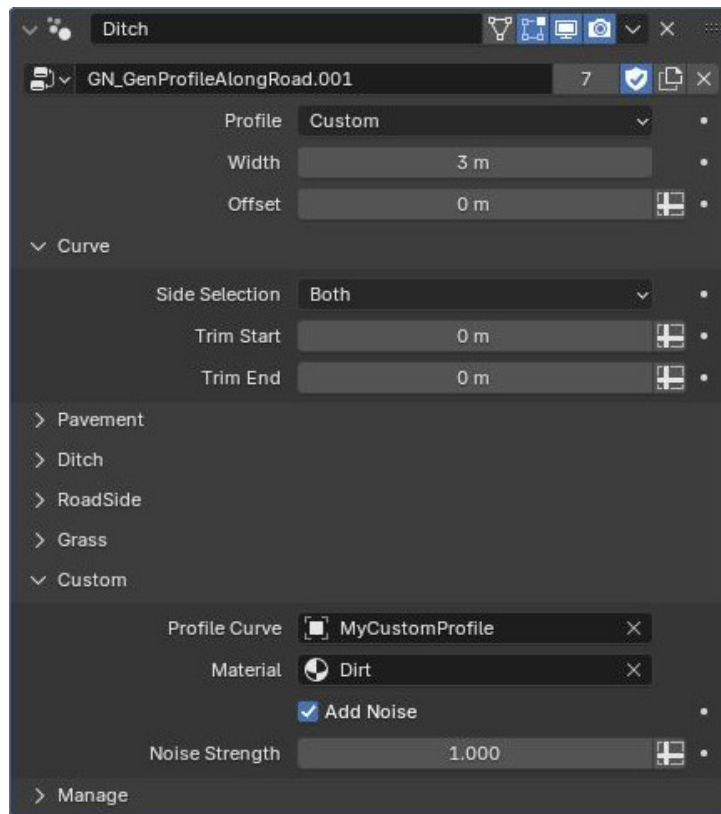 Ditch
GN_GenProfileAlongRoad.001 7
Profile Custom
Width 3 m
Offset 0 m
Curve
Side Selection Both
Trim Start 0 m
Trim End 0 m
Pavement
Ditch
RoadSide
Grass
Custom
Profile Curve MyCustomProfile
Material Dirt
Add Noise
Noise Strength 1.000
Manage